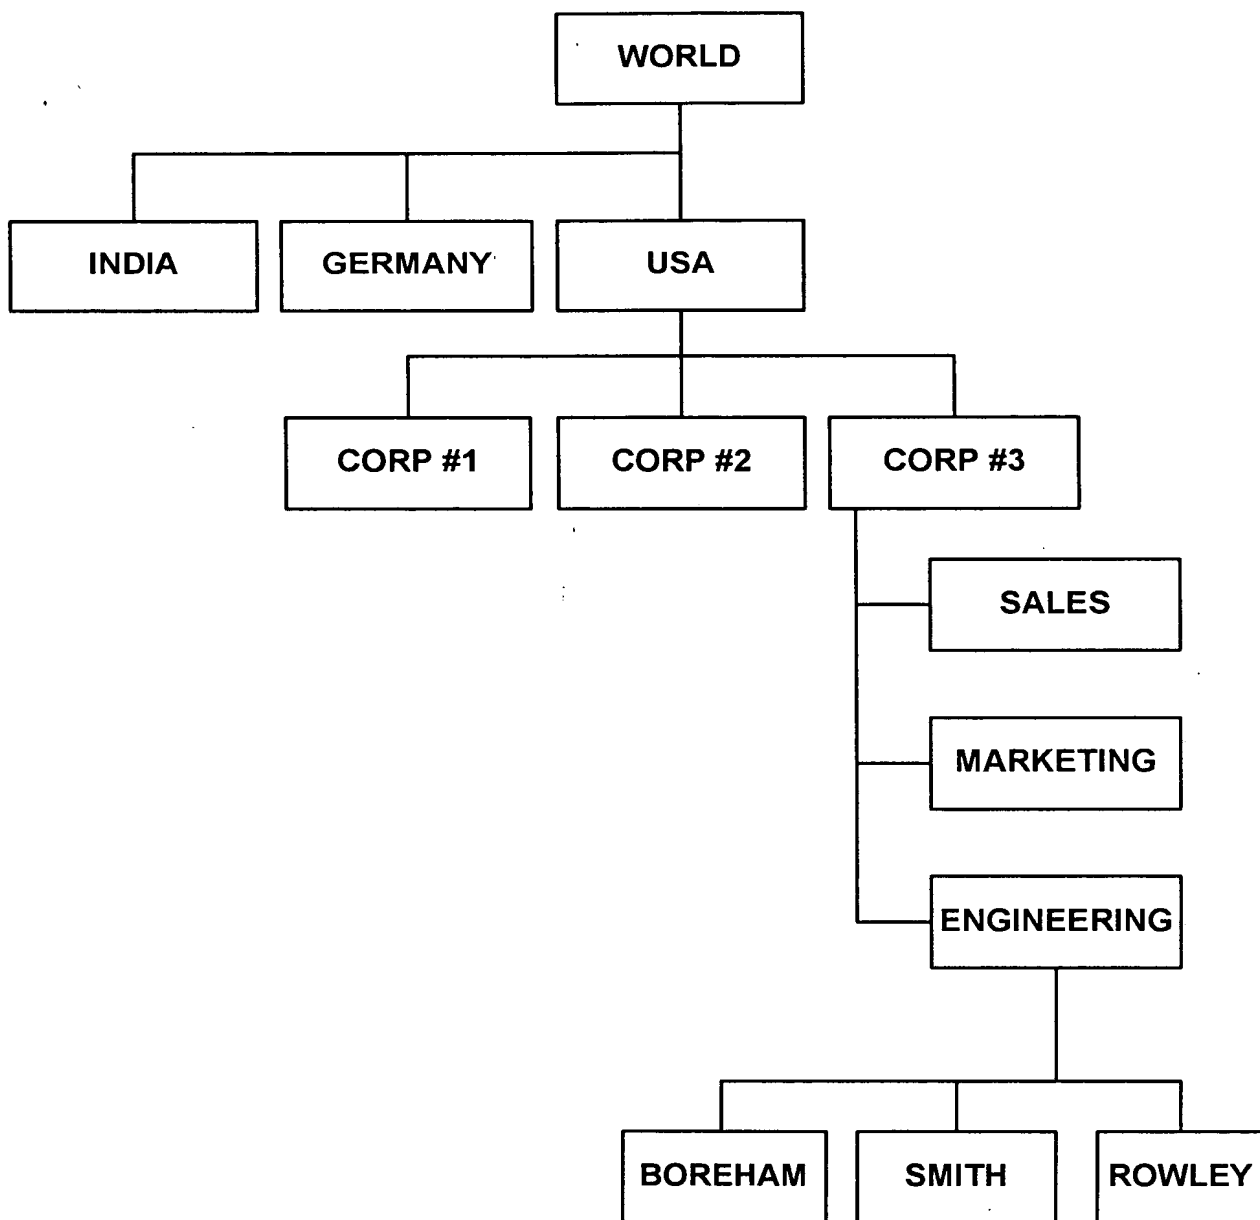 WORLD
INDIA
GERMANY
USA
CORP #1
CORP #2
CORP #3
SALES
MARKETING
ENGINEERING
BOREHAM
SMITH
ROWLEY